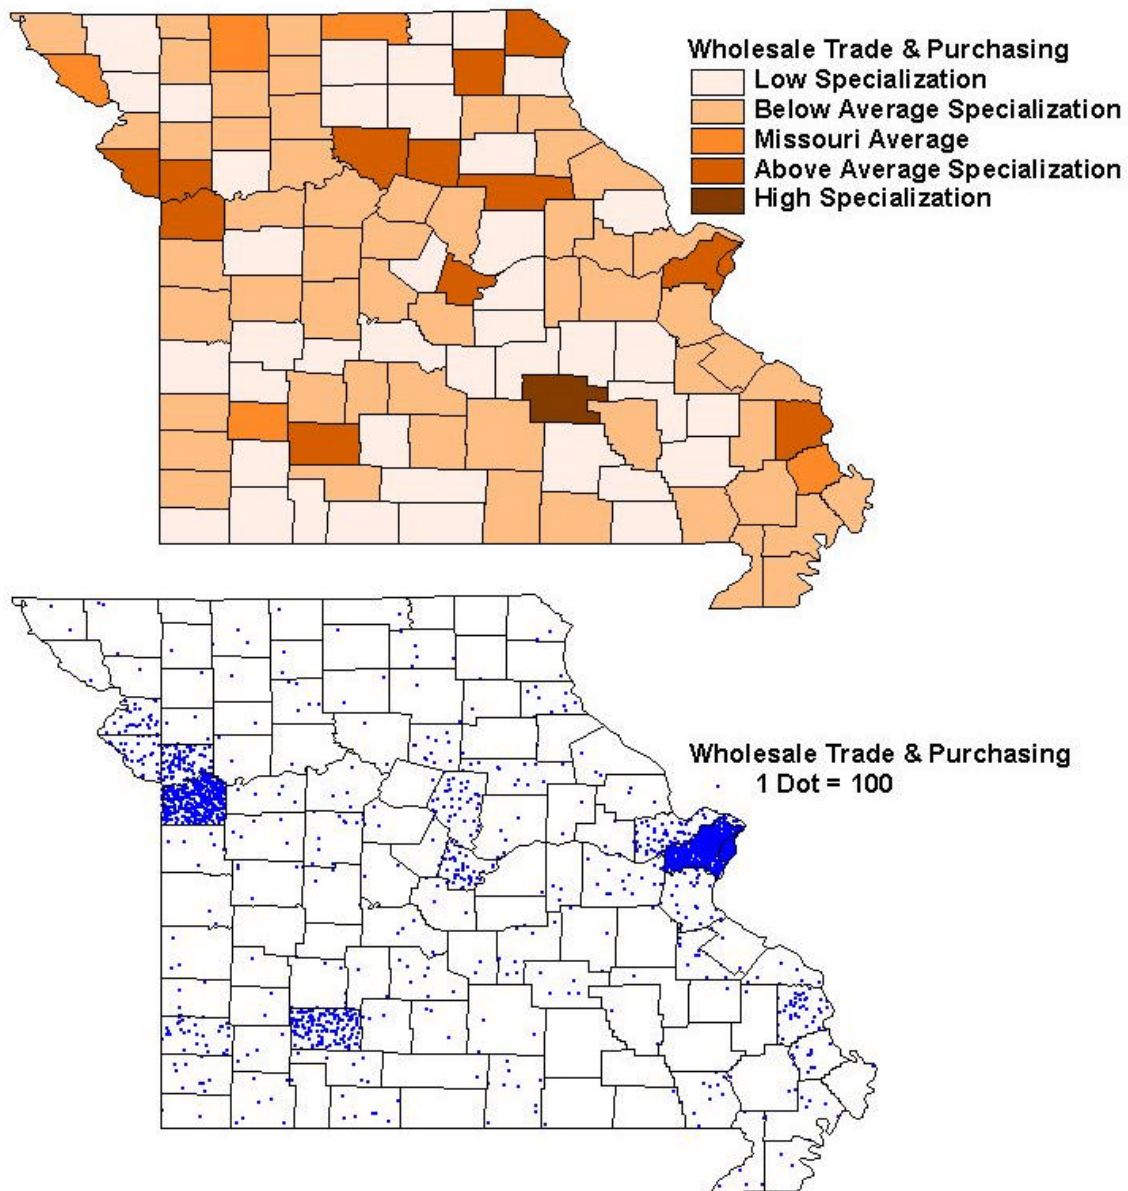 Wholesale Trade & Purchasing
Low Specialization
Below Average Specialization
Missouri Average
Above Average Specialization
High Specialization
Wholesale Trade & Purchasing
1 Dot = 100